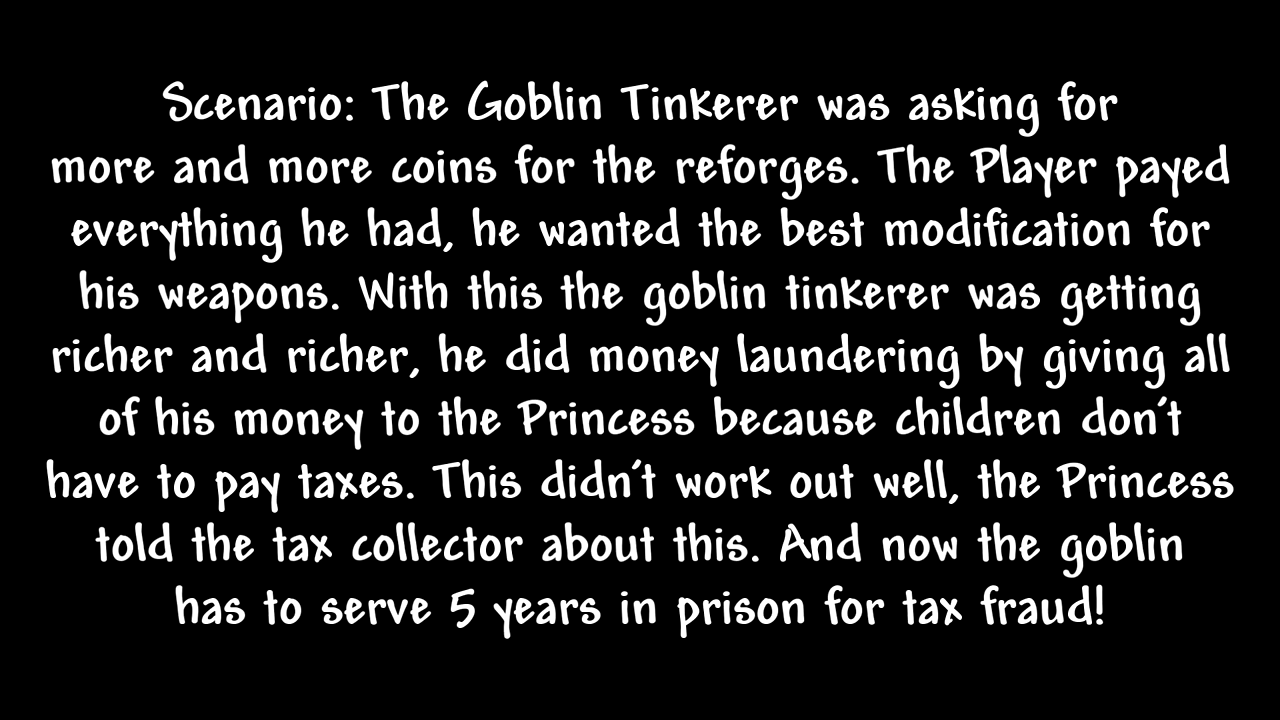 Scenario: The Goblin Tinkerer was asking for
more and more coins for the reforges. The Player payed
everything he had, he wanted the best modification for
his weapons. With this the goblin tinkerer was getting
richer and richer, he did money laundering by giving all
of his money to the Princess because children don't
have to pay taxes. This didn't work out well, the Princess
told the tax collector about this. And now the goblin
has to serve 5 years in prison for tax fraud!